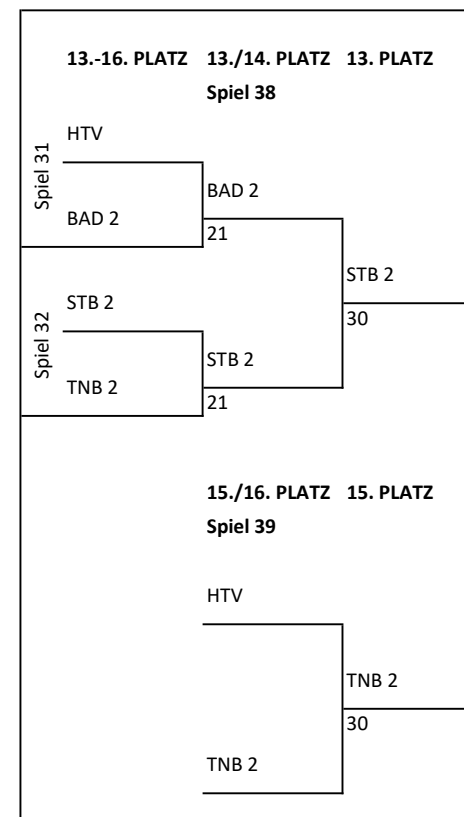 13.-16. PLATZ 13./14. PLATZ 13. PLATZ
Spiel 38
Spiel 31
HTV
BAD 2
BAD 2
21
Spiel 32
STB 2
TNB 2
STB 2
21
STB 2
30
15./16. PLATZ 15. PLATZ
Spiel 39
HTV
TNB 2
TNB 2
30